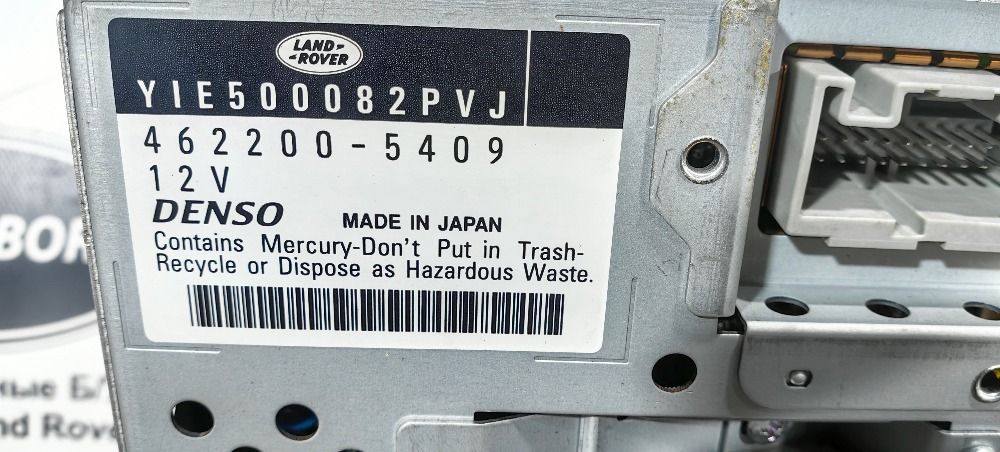 LAND-
-ROVER
YIE500082PVJ
462200-5409
12V
DENSO MADE IN JAPAN
Contains Mercury-Don't Put in Trash-
Recycle or Dispose as Hazardous Waste.